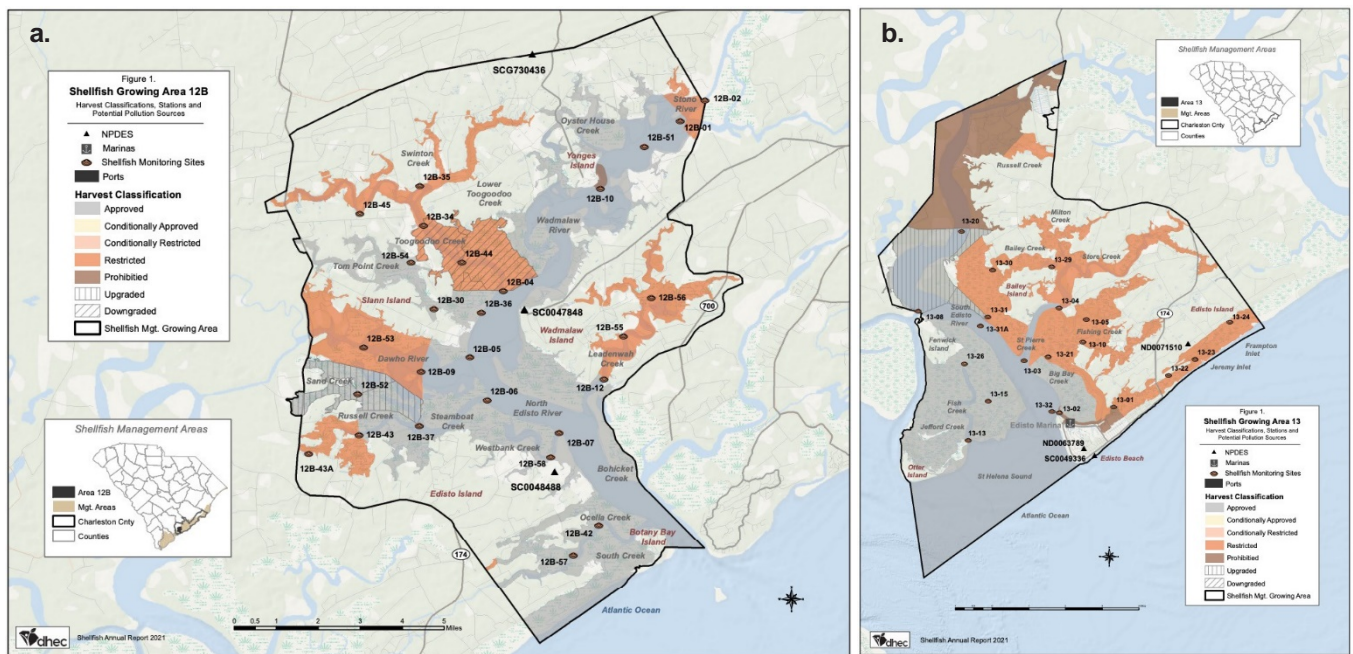 a.
Figure 1.
Shellfish Growing Area 12B
Harvest Classifications, Stations and
Potential Pollution Sources
NPDES
Marinas
Shellfish Monitoring Sites
Ports
Harvest Classification
Approved
Conditionally Approved
Conditionally Restricted
Restricted
Prohibitied
Upgraded
Downgraded
Shellfish Mgt. Growing Area
SCG730436
12B-02
Stono
River
12B-01
Oyster House
Creek
12B-51
Yonges
Island
12B-10
Swinton
Creek
12B-35
Lower
Toogoodoo
Creek
12B-45
12B-34
Wadmalaw
River
Toogoodoo Creek
12B-54
12B-44
Tom Point Creek
12B-04
Slann Island
12B-30
12B-36
SC0047848
12B-56
700
Wadmalaw
Island
12B-55
12B-53
Leadenwah
Creek
Dawho River
12B-05
12B-09
12B-12
Sand Creek
12B-52
12B-06
North
Edisto River
Russell Creek
Steamboat
Creek
12B-43
12B-37
12B-07
Westbank Creek
12B-43A
12B-58
Bohicket
Creek
SC0048488
Edisto Island
Ocella Creek
12B-42
Botany Bay
Island
174
12B-57
South Creek
Atlantic Ocean
Shellfish Management Areas
Area 12B
Mgt. Areas
Charleston Cnty
Counties
0 0.5 1 2 3 4 5
Miles
dhec
Shellfish Annual Report 2021
b.
Shellfish Management Areas
Area 13
Mgt. Areas
Charleston Cnty
Counties
Russell Creek
13-20
Milton
Creek
Bailey Creek
13-30
13-29
Store Creek
Bailey
Island
13-04
13-08
South
Edisto
River
13-31
13-31A
13-05
174
Edisto Island
13-24
Fishing Creek
Fenwick
Island
St Pierre
Creek
13-10
ND0071510
Frampton
Inlet
13-26
13-21
13-23
13-03
Jeremy Inlet
Big Bay
Creek
13-22
13-15
Fish
Creek
13-32
13-02
13-01
Jefford Creek
Edisto Marina
13-13
ND0063789
SC0049336
Edisto Beach
Otter
Island
St Helena Sound
Atlantic Ocean
Figure 1.
Shellfish Growing Area 13
Harvest Classifications, Stations and
Potential Pollution Sources
NPDES
Marinas
Shellfish Monitoring Sites
Ports
Harvest Classification
Approved
Conditionally Approved
Conditionally Restricted
Restricted
Prohibitied
Upgraded
Downgraded
Shellfish Mgt. Growing Area
dhec
Shellfish Annual Report 2021